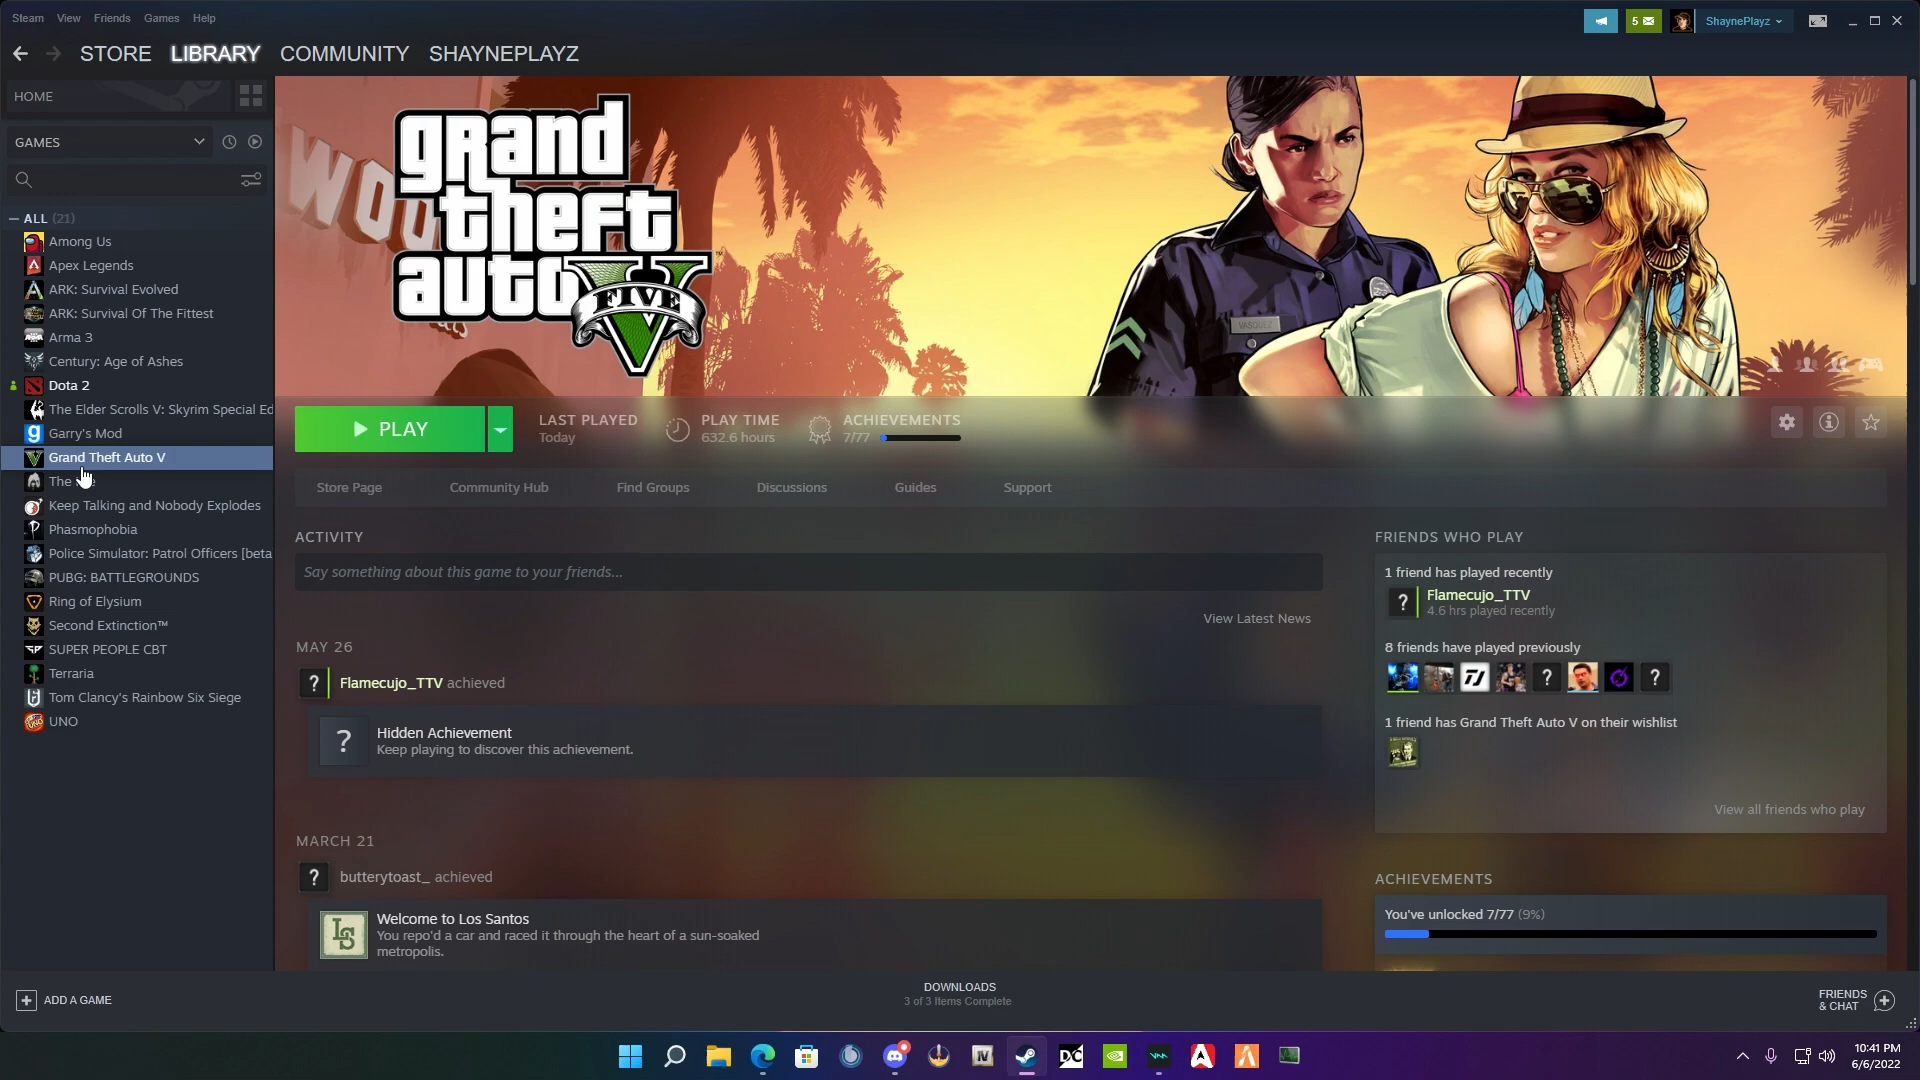 Steam View Friends Games Help
5
ShaynePlayz
STORE LIBRARY COMMUNITY SHAYNEPLAYZ
HOME
GAMES
ALL (21)
Among Us
Apex Legends
ARK: Survival Evolved
ARK: Survival Of The Fittest
Arma 3
Century: Age of Ashes
Dota 2
The Elder Scrolls V: Skyrim Special Ed
Garry's Mod
Grand Theft Auto V
The
Keep Talking and Nobody Explodes
Phasmophobia
Police Simulator: Patrol Officers [beta
PUBG: BATTLEGROUNDS
Ring of Elysium
Second Extinction™
SUPER PEOPLE CBT
Terraria
Tom Clancy's Rainbow Six Siege
UNO
ADD A GAME
grand
theft
auto V
FIVE
VASQUEZ
PLAY
LAST PLAYED
Today
PLAY TIME
632.6 hours
ACHIEVEMENTS
7/77
Store Page Community Hub Find Groups Discussions Guides Support
ACTIVITY
Say something about this game to your friends...
View Latest News
MAY 26
Flamecujo_TTV achieved
Hidden Achievement
Keep playing to discover this achievement.
MARCH 21
butterytoast_ achieved
LS
Welcome to Los Santos
You repo'd a car and raced it through the heart of a sun-soaked
metropolis.
FRIENDS WHO PLAY
1 friend has played recently
Flamecujo_TTV
4.6 hrs played recently
8 friends have played previously
1 friend has Grand Theft Auto V on their wishlist
View all friends who play
ACHIEVEMENTS
You've unlocked 7/77 (9%)
DOWNLOADS
3 of 3 Items Complete
FRIENDS
& CHAT
10:41 PM
6/6/2022